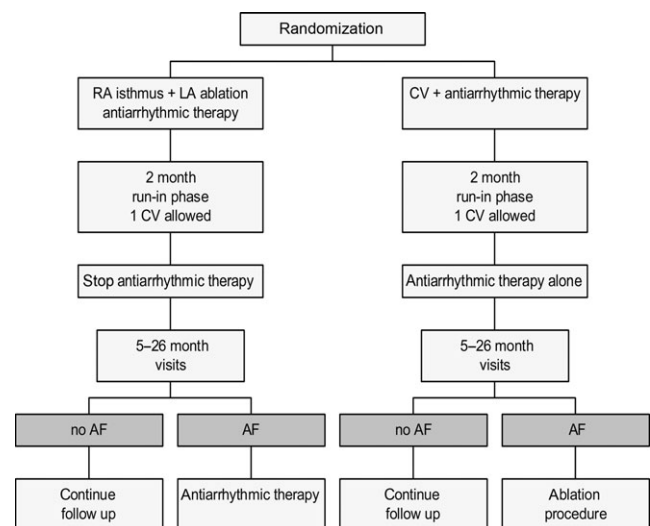 Randomization
RA isthmus + LA ablation
antiarrhythmic therapy
CV + antiarrhythmic therapy
2 month
run-in phase
1 CV allowed
2 month
run-in phase
1 CV allowed
Stop antiarrhythmic therapy
Antiarrhythmic therapy alone
5–26 month
visits
5–26 month
visits
no AF
AF
no AF
AF
Continue
follow up
Antiarrhythmic therapy
Continue
follow up
Ablation
procedure